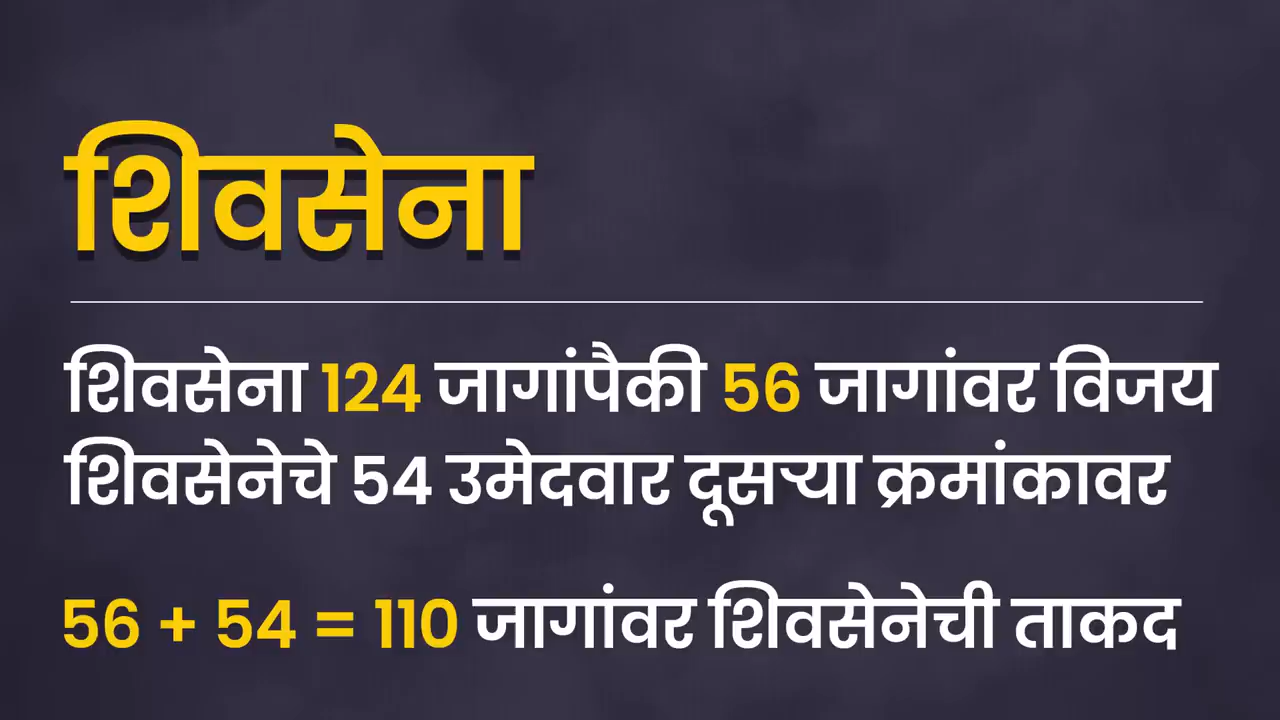 शिवसेना
शिवसेना 124 जागांपैकी 56 जागांवर विजय
शिवसेनेचे 54 उमेदवार दूसऱ्या क्रमांकावर
56 + 54 = 110 जागांवर शिवसेनेची ताकद